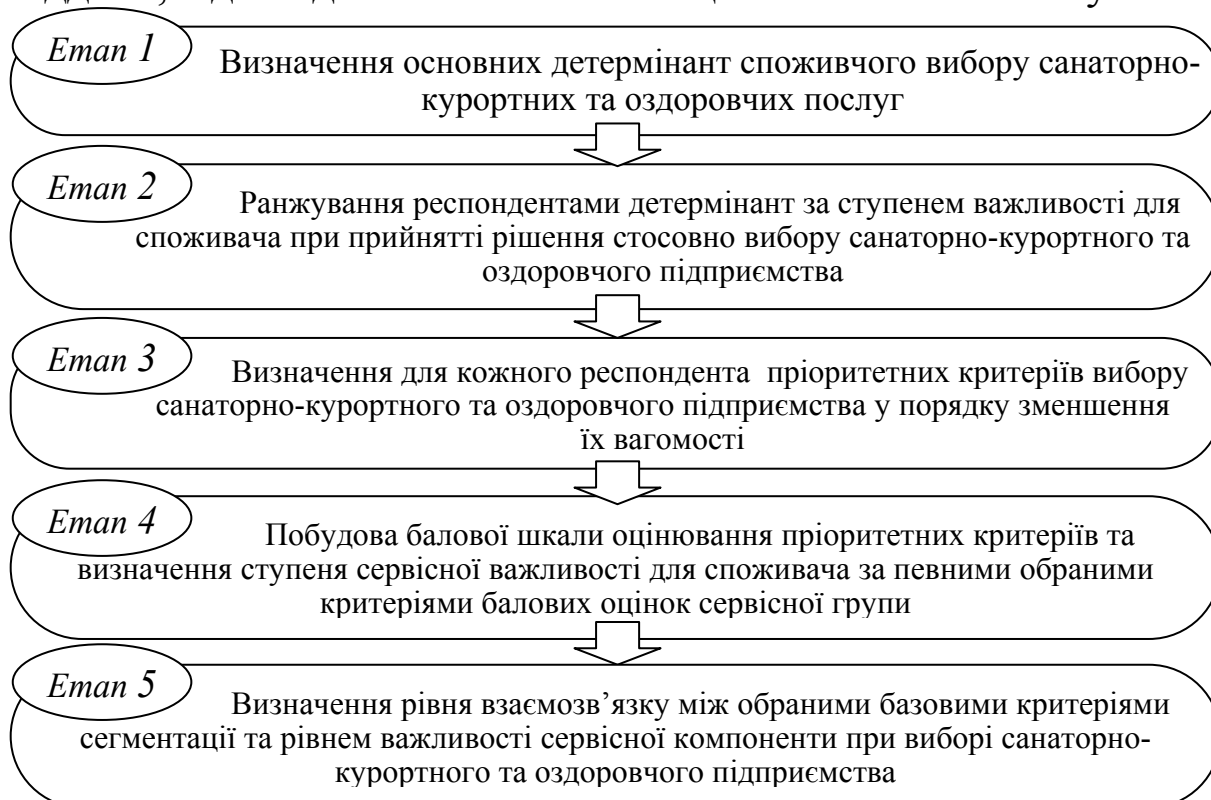 Етап 1
Визначення основних детермінант споживчого вибору санаторно-
курортних та оздоровчих послуг
Етап 2
Ранжування респондентами детермінант за ступенем важливості для
споживача при прийнятті рішення стосовно вибору санаторно-курортного та
оздоровчого підприємства
Етап 3
Визначення для кожного респондента пріоритетних критеріїв вибору
санаторно-курортного та оздоровчого підприємства у порядку зменшення
їх вагомості
Етап 4
Побудова балової шкали оцінювання пріоритетних критеріїв та
визначення ступеня сервісної важливості для споживача за певними обраними
критеріями балових оцінок сервісної групи
Етап 5
Визначення рівня взаємозв’язку між обраними базовими критеріями
сегментації та рівнем важливості сервісної компоненти при виборі санаторно-
курортного та оздоровчого підприємства